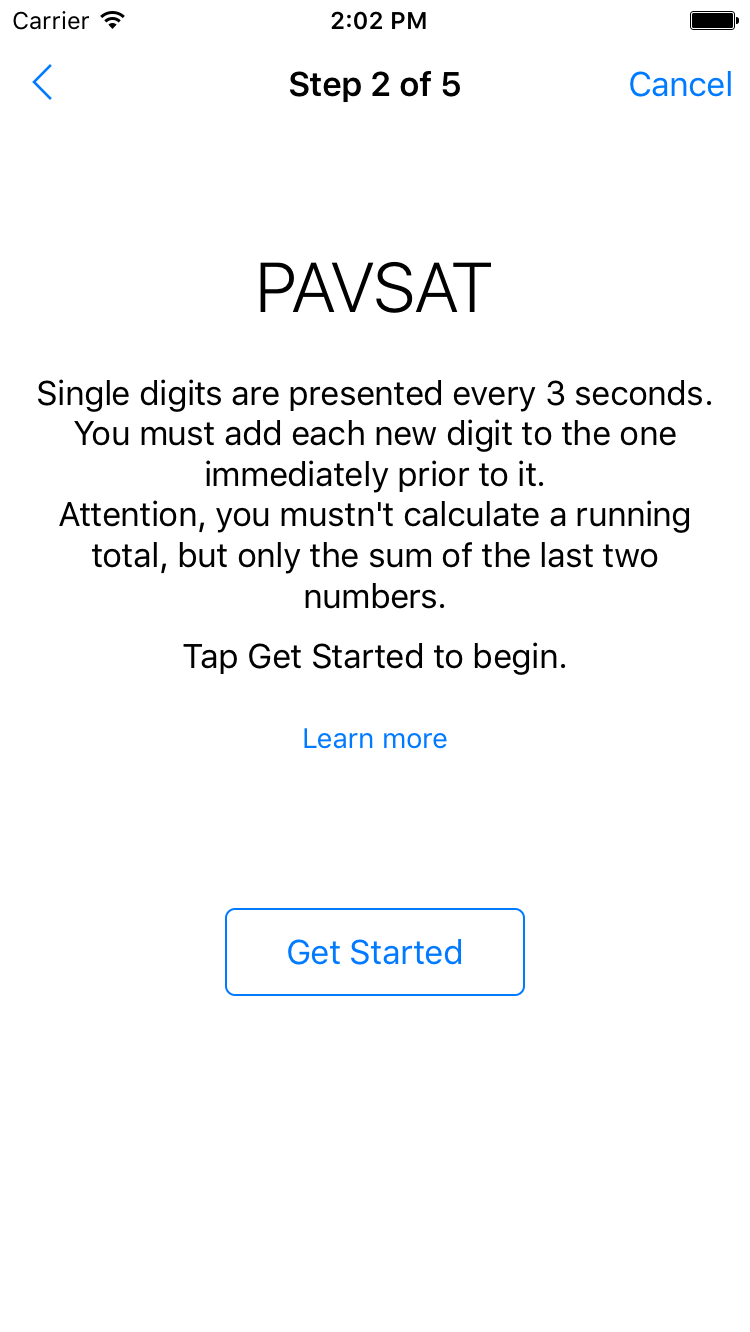 Carrier 2:02 PM
Step 2 of 5 Cancel
PAVSAT
Single digits are presented every 3 seconds.
You must add each new digit to the one
immediately prior to it.
Attention, you mustn't calculate a running
total, but only the sum of the last two
numbers.
Tap Get Started to begin.
Learn more
Get Started